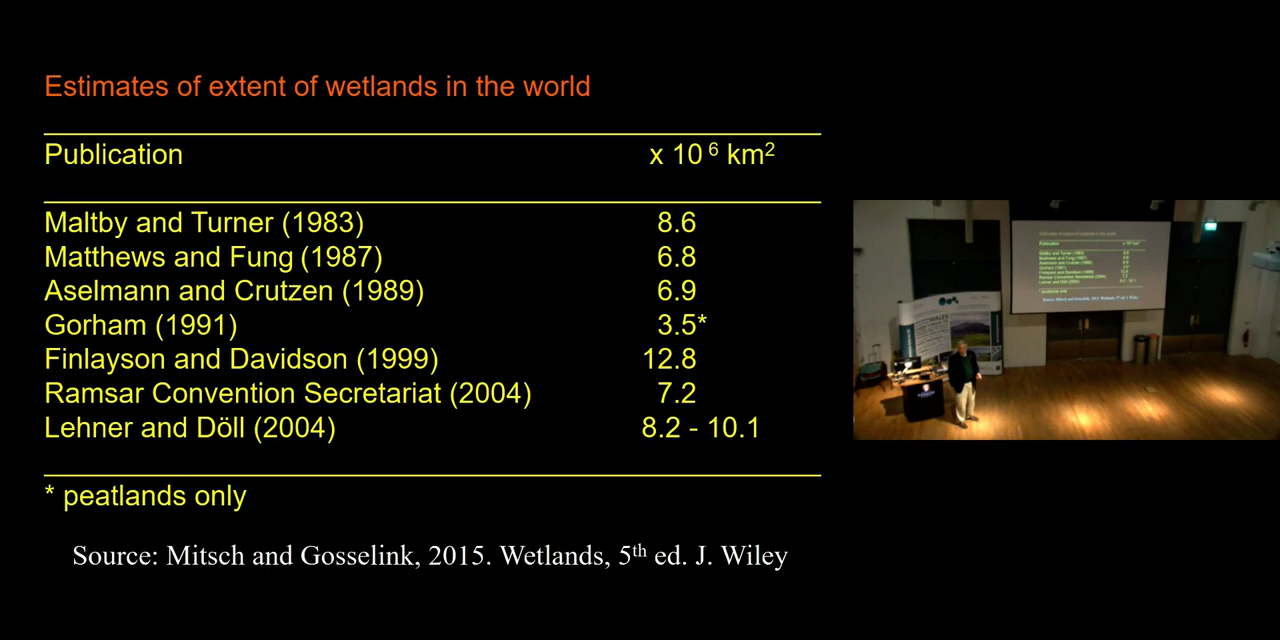 Estimates of extent of wetlands in the world
Publication x 10⁶ km²
Maltby and Turner (1983) 8.6
Matthews and Fung (1987) 6.8
Aselmann and Crutzen (1989) 6.9
Gorham (1991) 3.5*
Finlayson and Davidson (1999) 12.8
Ramsar Convention Secretariat (2004) 7.2
Lehner and Döll (2004) 8.2 - 10.1
* peatlands only
Source: Mitsch and Gosselink, 2015. Wetlands, 5th ed. J. Wiley